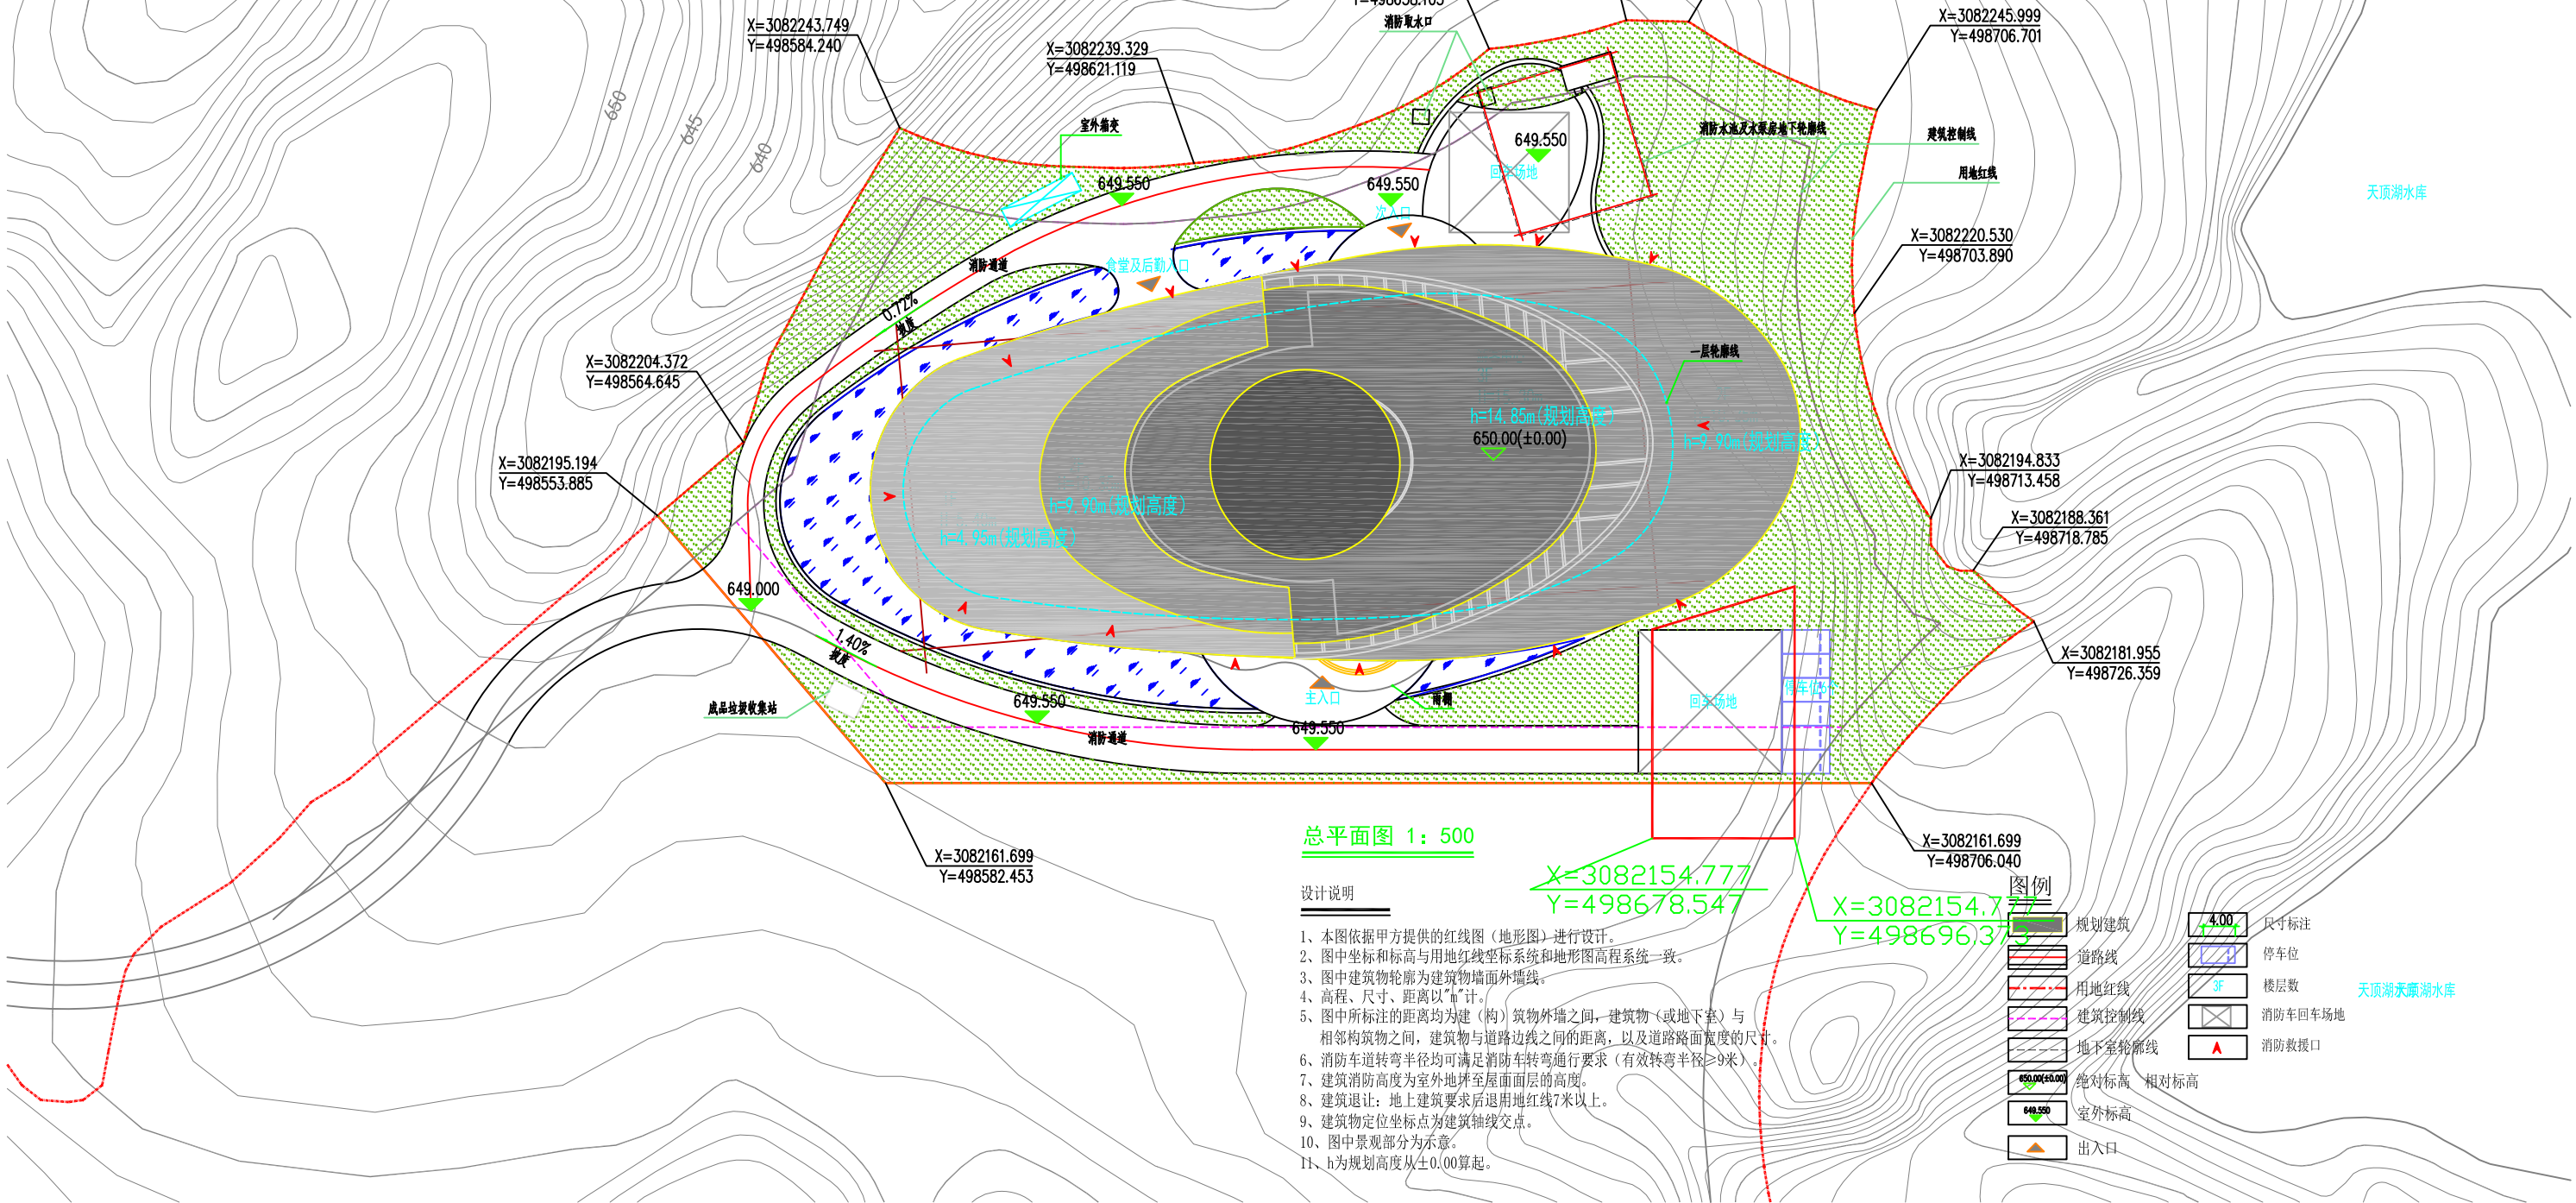 X=3082243.749
Y=498584.240
X=3082239.329
Y=498621.119
消防取水口
X=3082245.999
Y=498706.701
650
645
640
室外箱变
649.550
649.550
次入口
649.550
回车场地
消防水池及水泵房地下轮廓线
建筑控制线
用地红线
天顶湖水库
X=3082220.530
Y=498703.890
消防通道
食堂及后勤入口
0.72%
坡度
X=3082204.372
Y=498564.645
一层轮廓线
h=14.85m(规划高度)
650.00(±0.00)
h=9.90m(规划高度)
X=3082195.194
Y=498553.885
h=9.90m(规划高度)
h=4.95m(规划高度)
X=3082194.833
Y=498713.458
X=3082188.361
Y=498718.785
649.000
1.40%
坡度
X=3082181.955
Y=498726.359
成品垃圾收集站
649.550
消防通道
主入口
649.550
雨棚
回车场地
X=3082161.699
Y=498582.453
X=3082161.699
Y=498706.040
总平面图 1: 500
X=3082154.777
Y=498678.547
X=3082154.777
Y=498696.373
设计说明
1、本图依据甲方提供的红线图（地形图）进行设计。
2、图中坐标和标高与用地红线坐标系统和地形图高程系统一致。
3、图中建筑物轮廓为建筑物墙面外墙线。
4、高程、尺寸、距离以"m"计。
5、图中所标注的距离均为建（构）筑物外墙之间，建筑物（或地下室）与
相邻构筑物之间，建筑物与道路边线之间的距离，以及道路路面宽度的尺寸。
6、消防车道转弯半径均可满足消防车转弯通行要求（有效转弯半径≥9米）。
7、建筑消防高度为室外地坪至屋面面层的高度。
8、建筑退让：地上建筑要求后退用地红线7米以上。
9、建筑物定位坐标点为建筑轴线交点。
10、图中景观部分为示意。
11、h为规划高度从±0.00算起。
图例
规划建筑
4.00
尺寸标注
道路线
停车位
用地红线
3F
楼层数
建筑控制线
消防车回车场地
地下室轮廓线
消防救援口
650.00(±0.00)
绝对标高 相对标高
649.550
室外标高
出入口